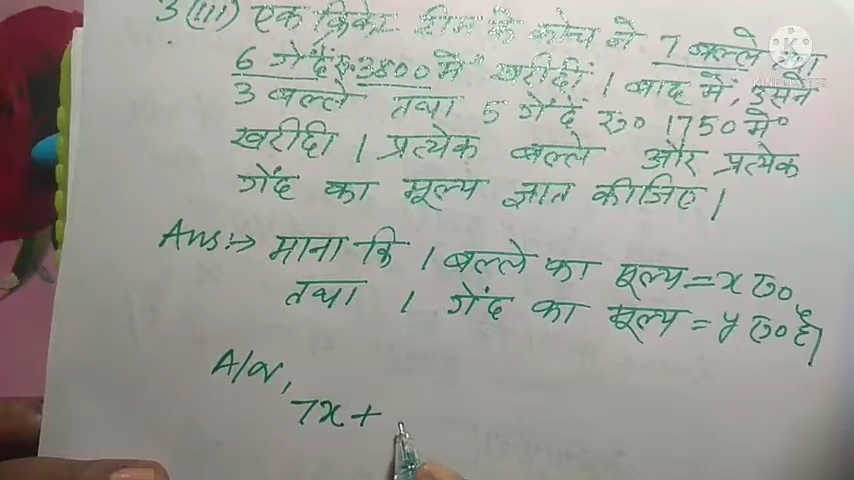 3 (iii) एक क्रिकेट टीम के कोच ने 7 बल्ले तथा
6 गेंदें रु० 3800 में खरीदीं । बाद में, उसने
3 बल्ले तथा 5 गेंदें रु० 1750 में
खरीदी । प्रत्येक बल्ले और प्रत्येक
गेंद का मूल्य ज्ञात कीजिए ।
Ans:→ माना कि 1 बल्ले का मूल्य = x रु०
तथा 1 गेंद का मूल्य = y रु० है।
A/Q,
7x +
K
KINEMASTER